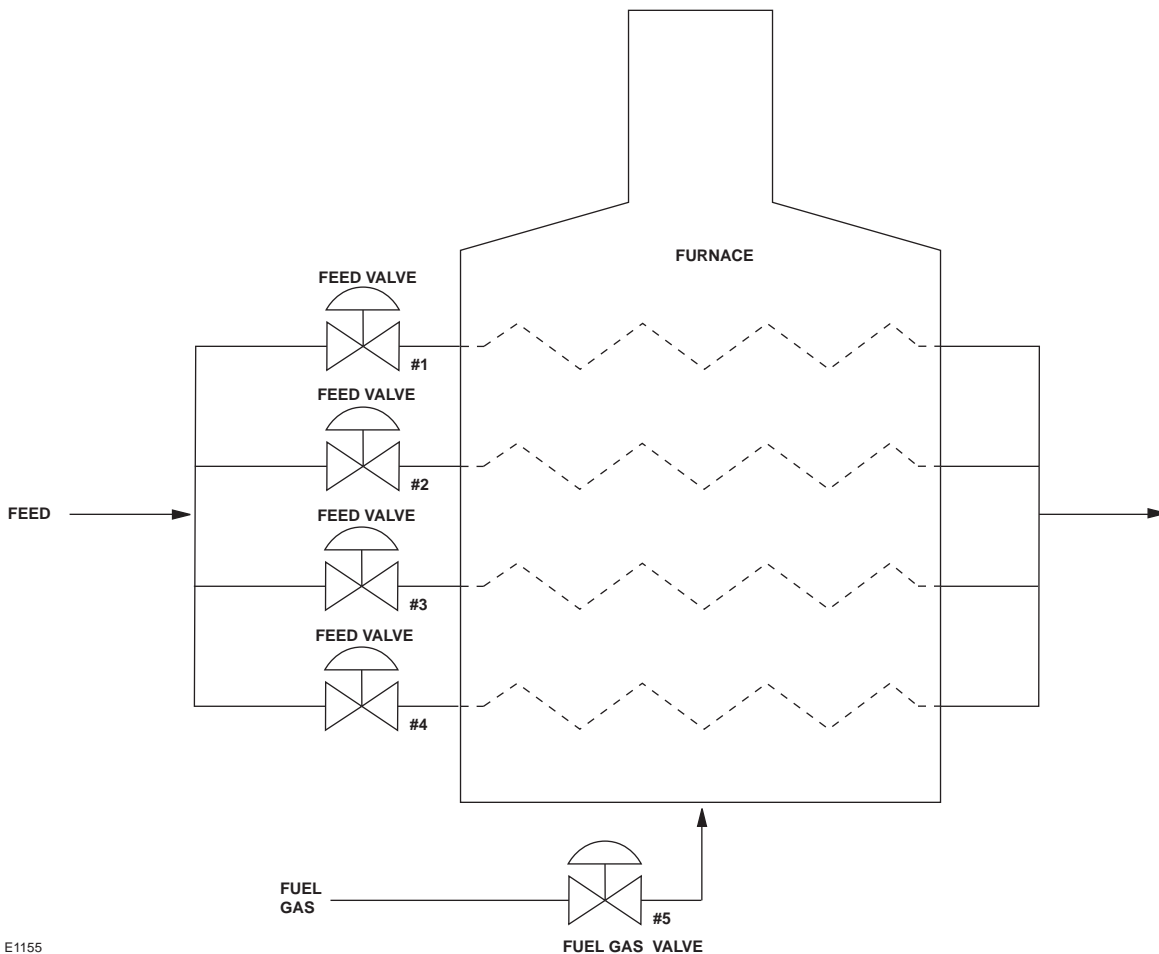 FURNACE
FEED VALVE
#1
FEED VALVE
#2
FEED
FEED VALVE
#3
FEED VALVE
#4
FUEL
GAS
#5
FUEL GAS VALVE
E1155